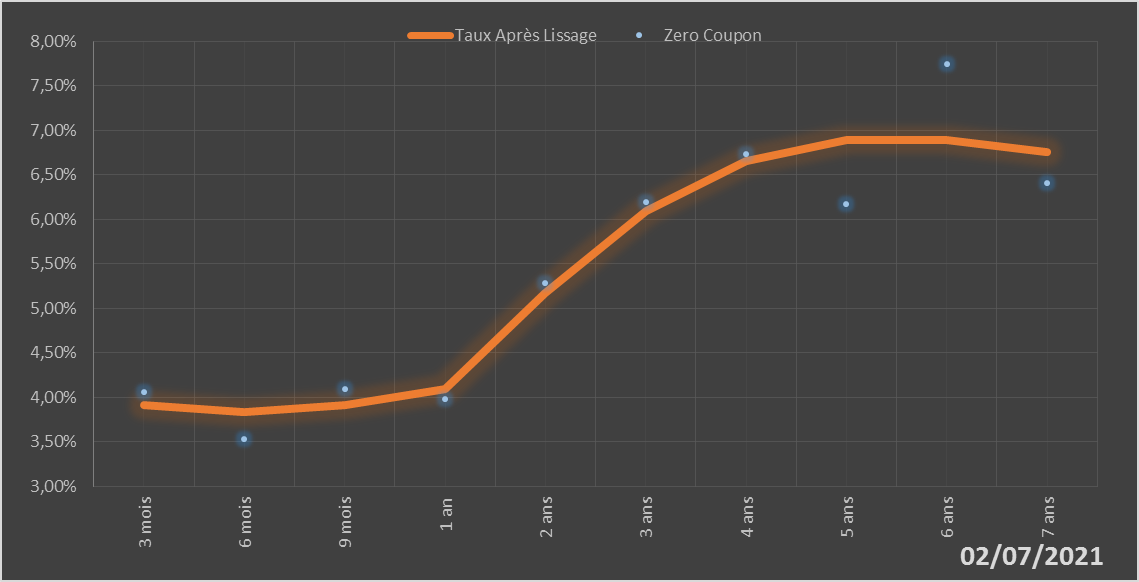 Taux Après Lissage Zero Coupon
8,00%
7,50%
7,00%
6,50%
6,00%
5,50%
5,00%
4,50%
4,00%
3,50%
3,00%
3 mois
6 mois
9 mois
1 an
2 ans
3 ans
4 ans
5 ans
6 ans
7 ans
02/07/2021